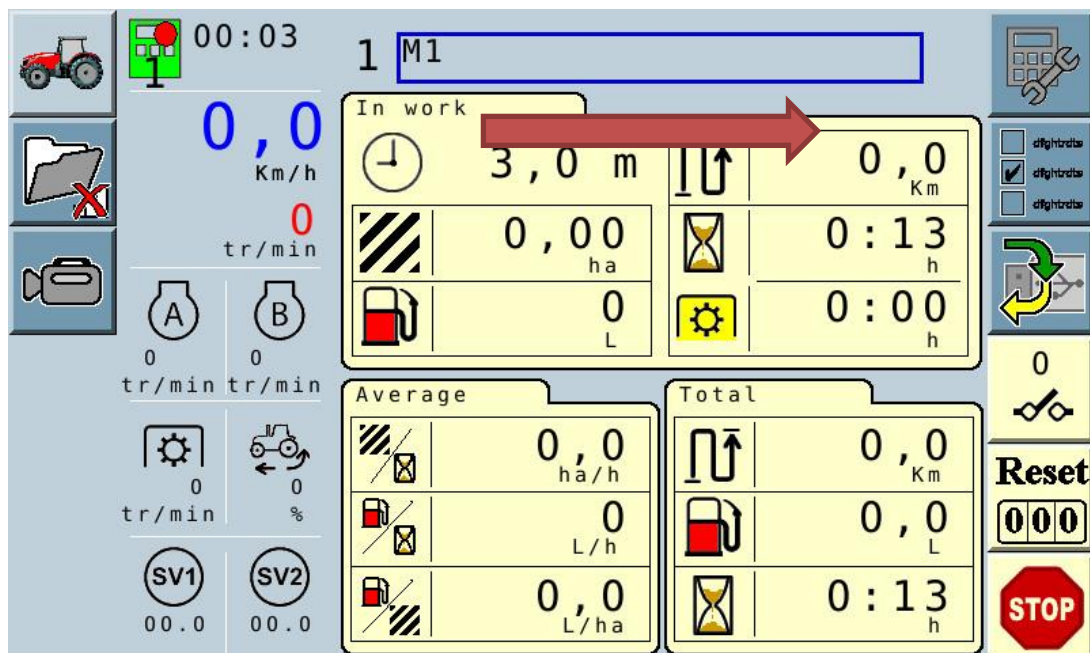 00:03
1
1 M1
0,0
Km/h
0
tr/min
A B
0 0
tr/min tr/min
0 0
tr/min %
SV1 SV2
00.0 00.0
In work
3,0 m
0,0
Km
0,00
ha
0:13
h
0
L
0:00
h
Average
0,0
ha/h
0
L/h
0,0
L/ha
Total
0,0
Km
0,0
L
0:13
h
0
Reset
000
STOP